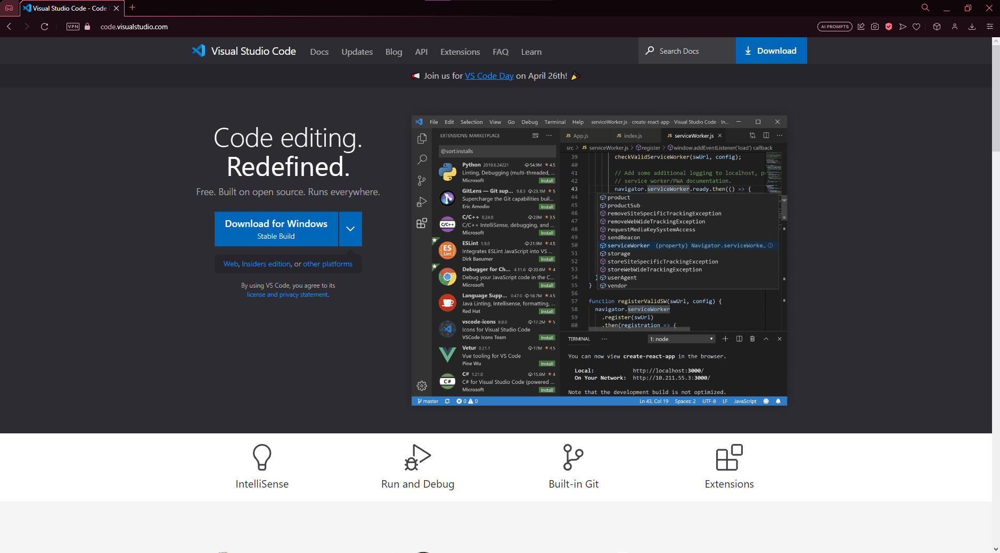 Visual Studio Code - Code
VPN
code.visualstudio.com
AI PROMPTS
Visual Studio Code
Docs
Updates
Blog
API
Extensions
FAQ
Learn
Search Docs
Download
Join us for VS Code Day on April 26th!
Code editing.
Redefined.
Free. Built on open source. Runs everywhere.
Download for Windows
Stable Build
Web, Insiders edition, or other platforms
By using VS Code, you agree to its
license and privacy statement.
File Edit Selection View Go Debug Terminal Help serviceWorker.js - create-react-app - Visual Studio Code - In...
EXTENSIONS: MARKETPLACE
@sort:installs
Python 2019.6.24221 54.9M ★ 4.5
Linting, Debugging (multi-threaded, ...
Microsoft Install
GitLens — Git sup... 9.8.5 23.1M ★ 5
Supercharge the Git capabilities buil...
Eric Amodio Install
C/C++
C/C++ 0.24.0 23M ★ 3.5
C/C++ IntelliSense, debugging, and ...
Microsoft Install
ES
Lint
ESLint 1.9.0 21.9M ★ 4.5
Integrates ESLint JavaScript into VS ...
Dirk Baeumer Install
Debugger for Ch... 4.11.6 20.6M ★ 4
Debug your JavaScript code in the C...
Microsoft Install
Language Supp... 0.47.0 18.7M ★ 4.5
Java Linting, Intellisense, formatting, ...
Red Hat Install
vscode-icons 8.8.0 17.2M ★ 5
Icons for Visual Studio Code
VSCode Icons Team Install
Vetur 0.21.1 17M ★ 4.5
Vue tooling for VS Code
Pine Wu Install
C#
C# 1.21.0 15.6M ★ 4
C# for Visual Studio Code (powered ...
Microsoft Install
JS App.js JS index.js JS serviceWorker.js
src > JS serviceWorker.js > register > window.addEventListener('load') callback
39 checkValidServiceWorker(swUrl, config);
40
41 // Add some additional logging to localhost, p
42 // service worker/PWA documentation.
43 navigator.serviceWorker.ready.then(() => {
44 product
45 productSub
46 removeSiteSpecificTrackingException
47 removeWebWideTrackingException
48 requestMediaKeySystemAccess
49 sendBeacon
50 serviceWorker (property) Navigator.serviceWorke...
51 storage
52 storeSiteSpecificTrackingException
53 storeWebWideTrackingException
54 } userAgent
55 } vendor
56
57 function registerValidSW(swUrl, config) {
58 navigator.serviceWorker
59 .register(swUrl)
60 .then(registration => {
TERMINAL ... 1: node
You can now view create-react-app in the browser.
Local: http://localhost:3000/
On Your Network: http://10.211.55.3:3000/
Note that the development build is not optimized.
master 0 0 Ln 43, Col 19 Spaces: 2 UTF-8 LF JavaScript
IntelliSense
Run and Debug
Built-in Git
Extensions